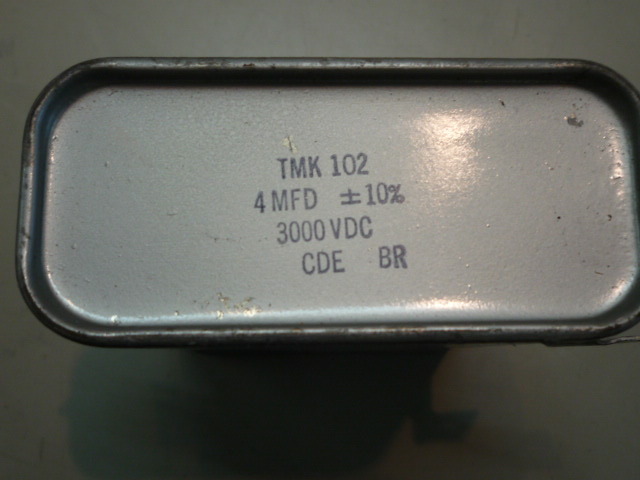 TMK 102
4 MFD ±10%
3000 VDC
CDE BR